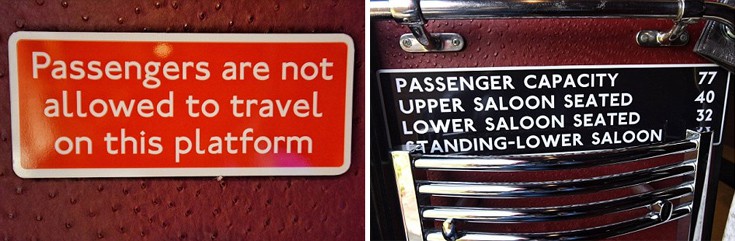 Passengers are not
allowed to travel
on this platform
PASSENGER CAPACITY 77
UPPER SALOON SEATED 40
LOWER SALOON SEATED 32
STANDING-LOWER SALOON